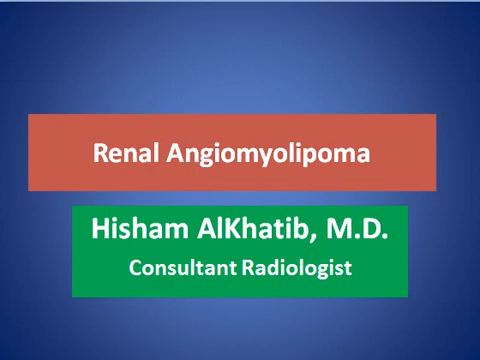 Renal Angiomyolipoma
Hisham AlKhatib, M.D.
Consultant Radiologist